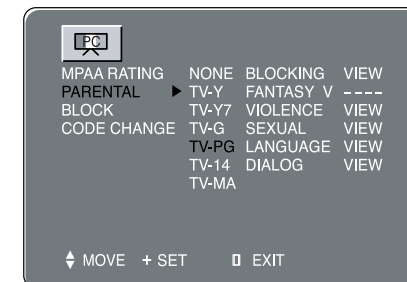 PC
MPAA RATING NONE BLOCKING VIEW
PARENTAL ▶ TV-Y FANTASY V ----
BLOCK TV-Y7 VIOLENCE VIEW
CODE CHANGE TV-G SEXUAL VIEW
TV-PG LANGUAGE VIEW
TV-14 DIALOG VIEW
TV-MA
MOVE + SET EXIT